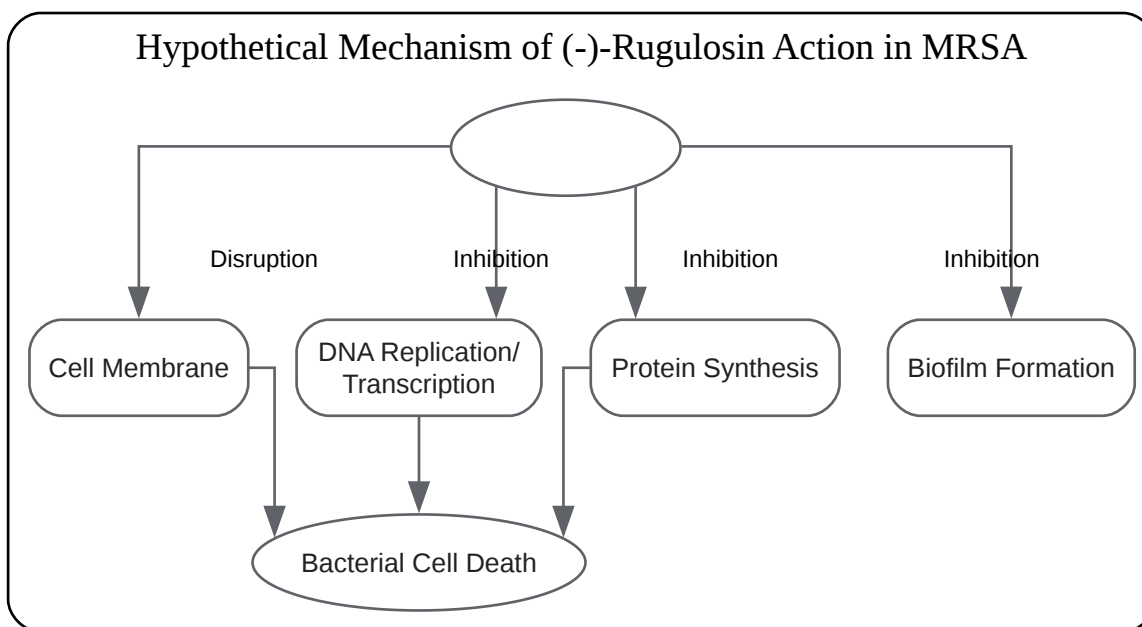 Hypothetical Mechanism of (-)-Rugulosin Action in MRSA
Disruption
Inhibition
Inhibition
Inhibition
Cell Membrane
DNA Replication/
Transcription
Protein Synthesis
Biofilm Formation
Bacterial Cell Death